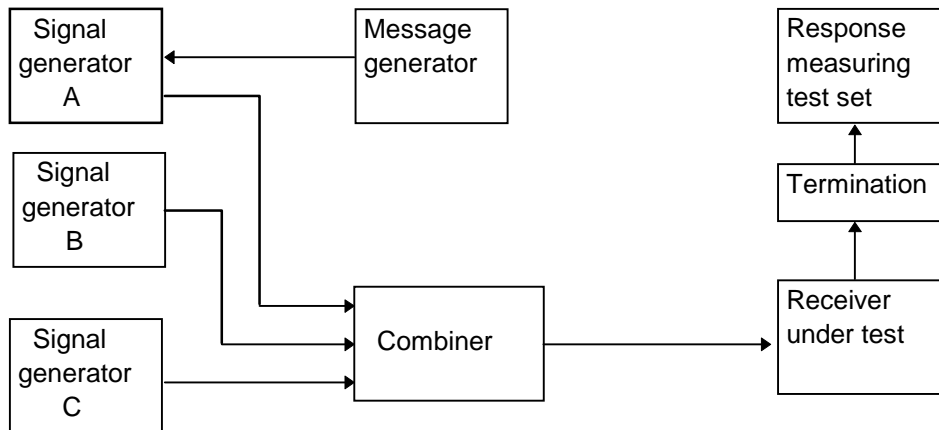 Signal
generator
A
Message
generator
Response
measuring
test set
Signal
generator
B
Termination
Signal
generator
C
Combiner
Receiver
under test